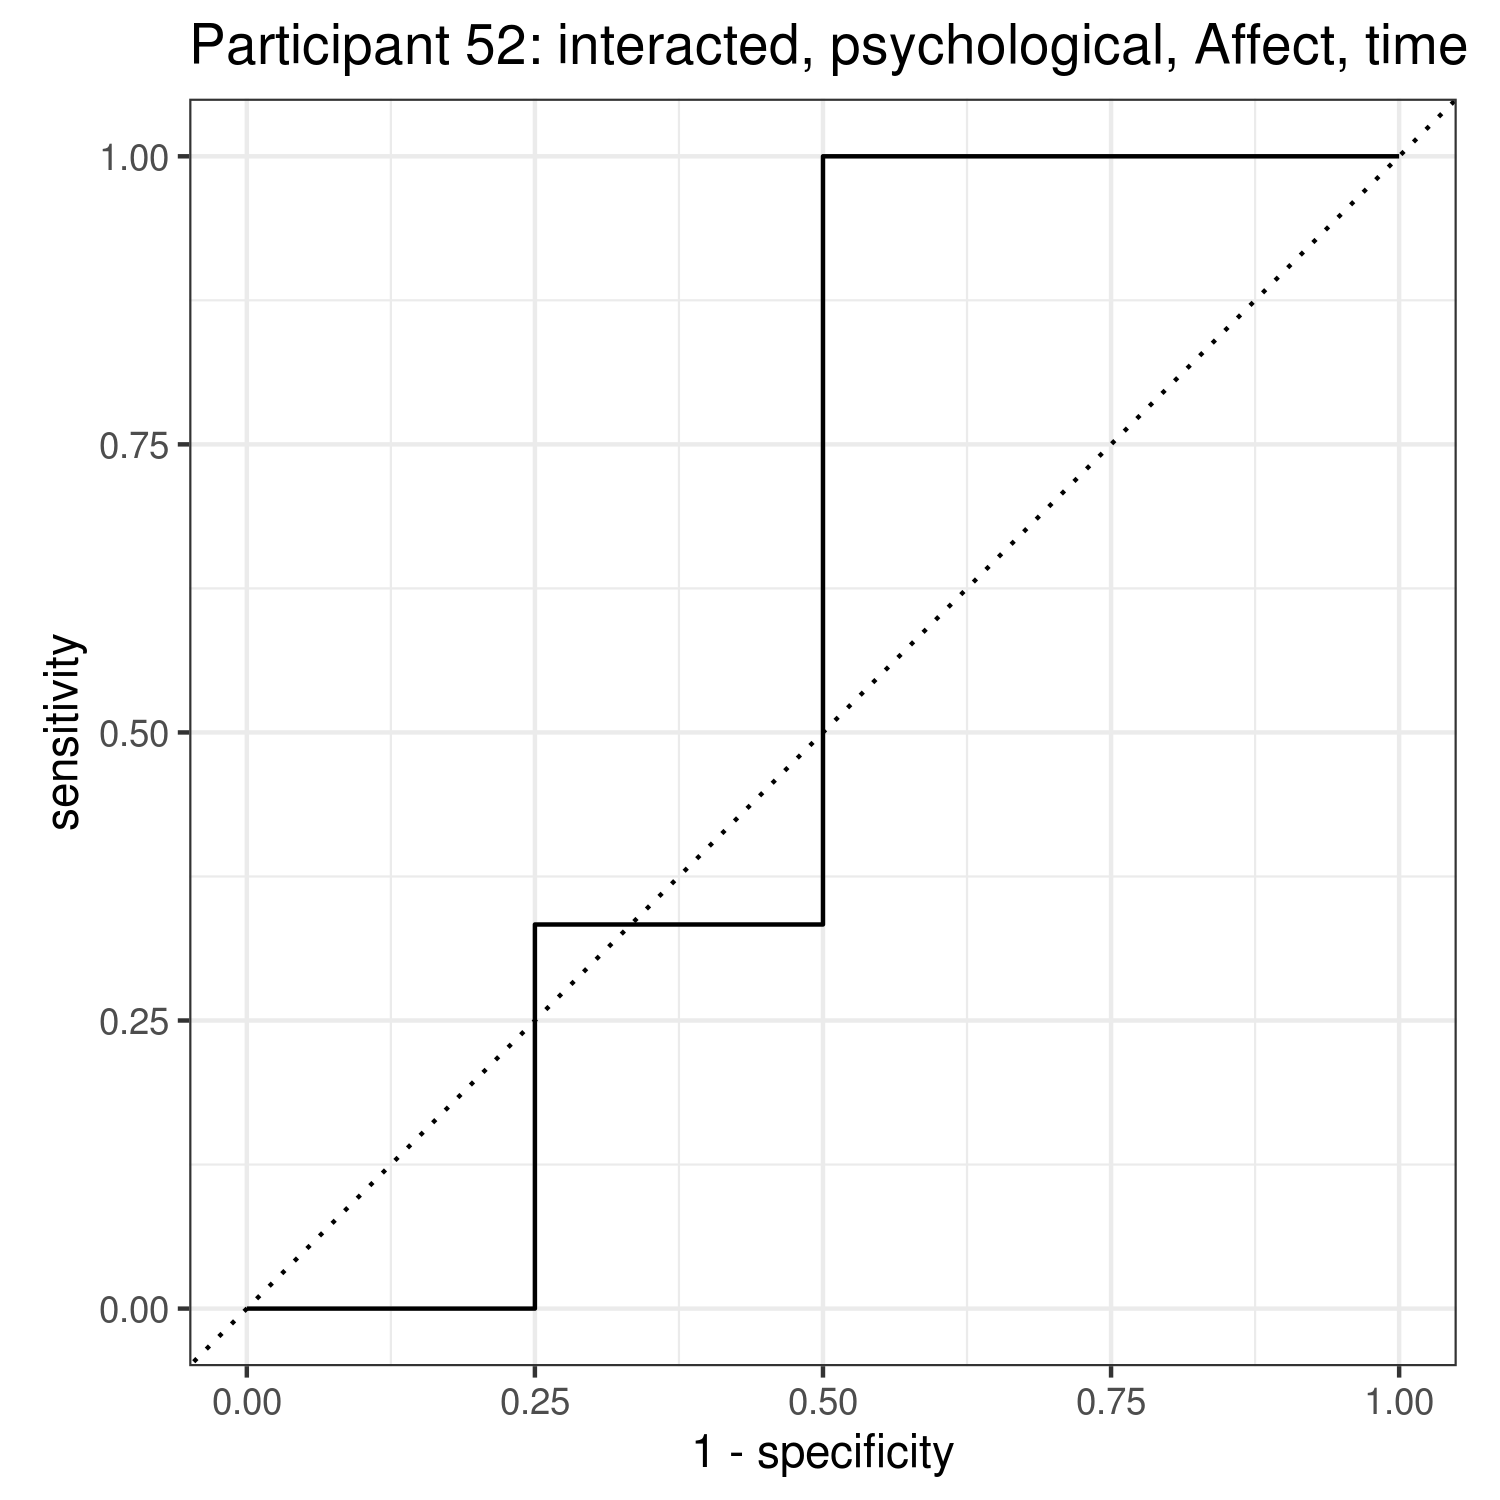 Participant 52: interacted, psychological, Affect, time
1.00
0.75
0.50
0.25
0.00
sensitivity
0.00 0.25 0.50 0.75 1.00
1 - specificity